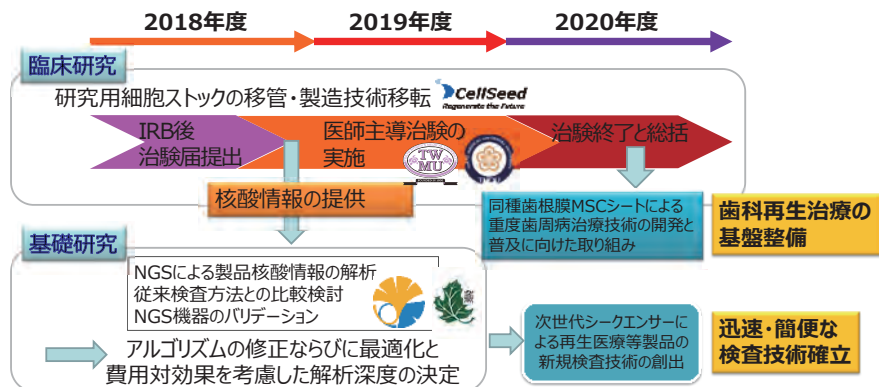 2018年度
2019年度
2020年度
臨床研究
研究用細胞ストックの移管・製造技術移転
CellSeed
Regenerate the Future
IRB後
治験届提出
医師主導治験の
実施
TW
MU
治験終了と総括
核酸情報の提供
同種歯根膜MSCシートによる
重度歯周病治療技術の開発と
普及に向けた取り組み
歯科再生治療の
基盤整備
基礎研究
NGSによる製品核酸情報の解析
従来検査方法との比較検討
NGS機器のバリデーション
アルゴリズムの修正ならびに最適化と
費用対効果を考慮した解析深度の決定
次世代シークエンサーに
よる再生医療等製品の
新規検査技術の創出
迅速・簡便な
検査技術確立